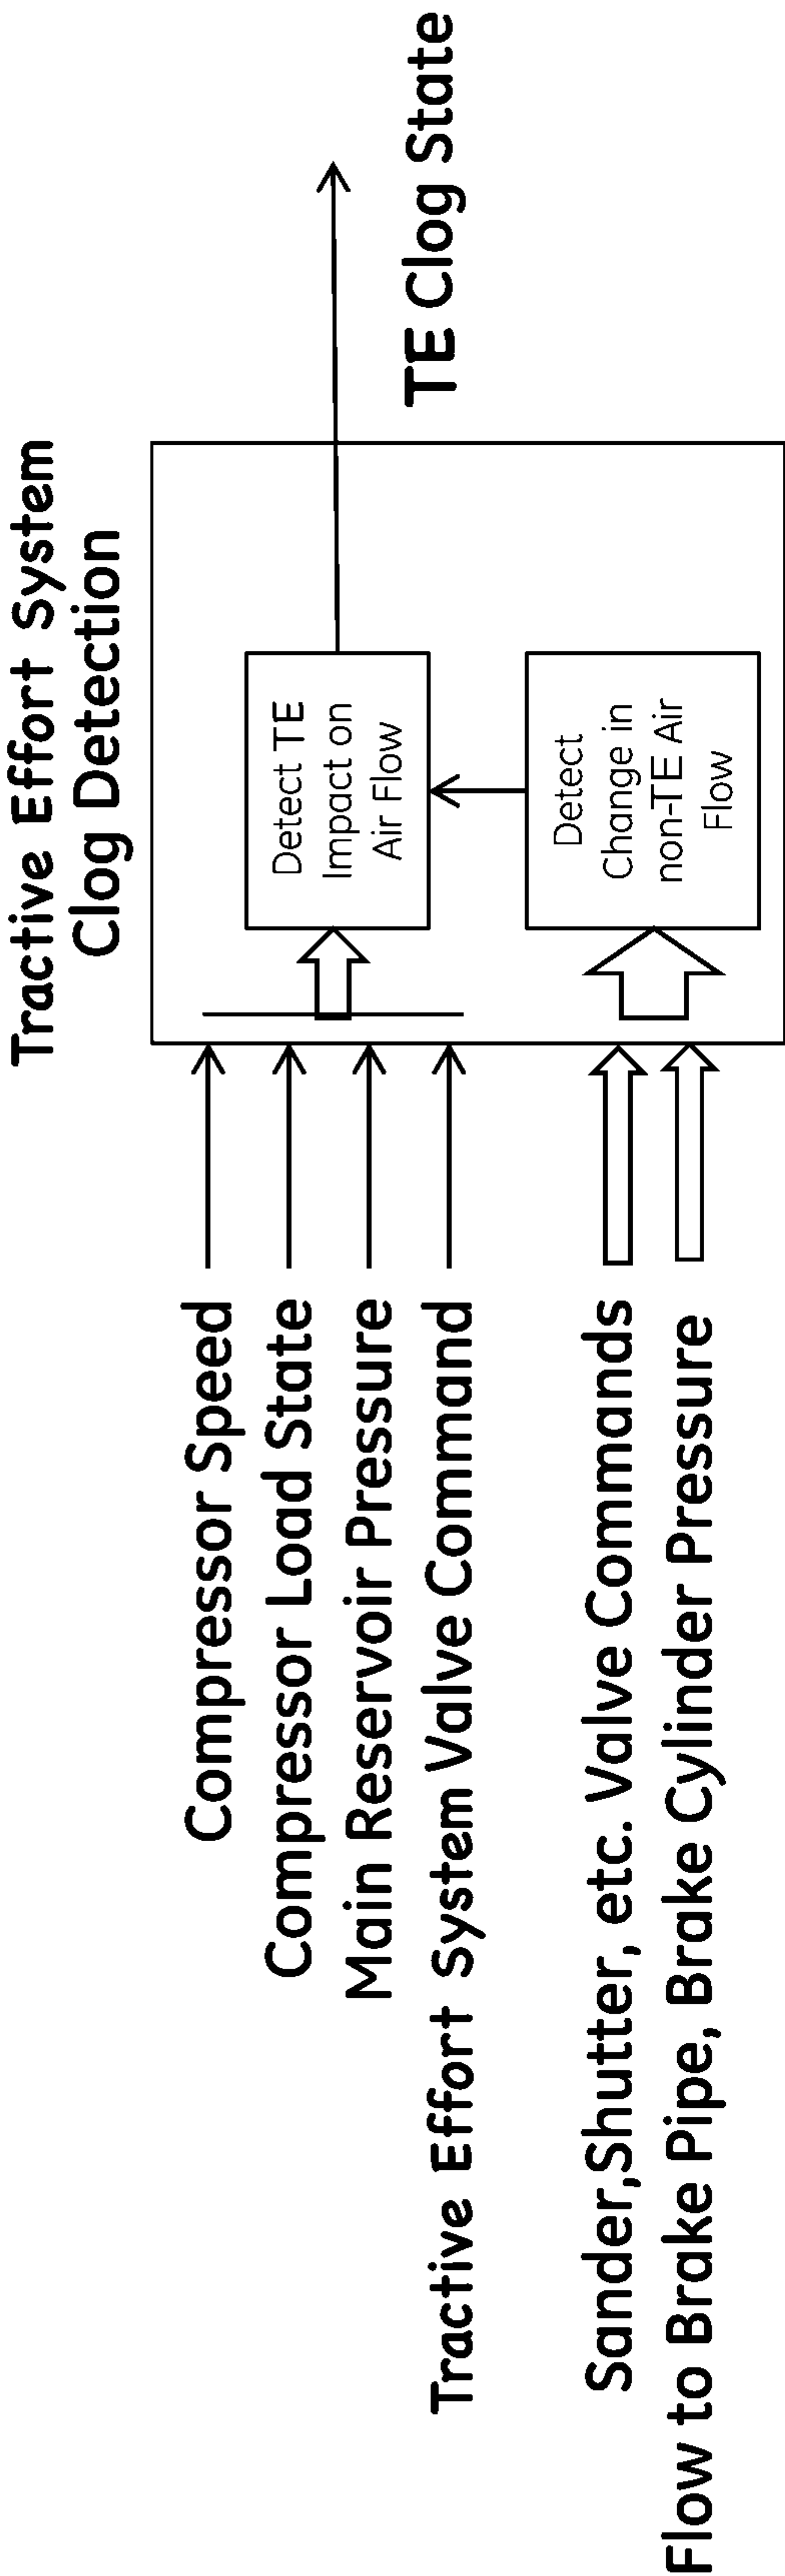 Tractive Effort System
Clog Detection
Compressor Speed
Compressor Load State
Main Reservoir Pressure
Tractive Effort System Valve Command
Sander,Shutter, etc. Valve Commands
Flow to Brake Pipe, Brake Cylinder Pressure
Detect TE
Impact on
Air Flow
Detect
Change in
non-TE Air
Flow
TE Clog State